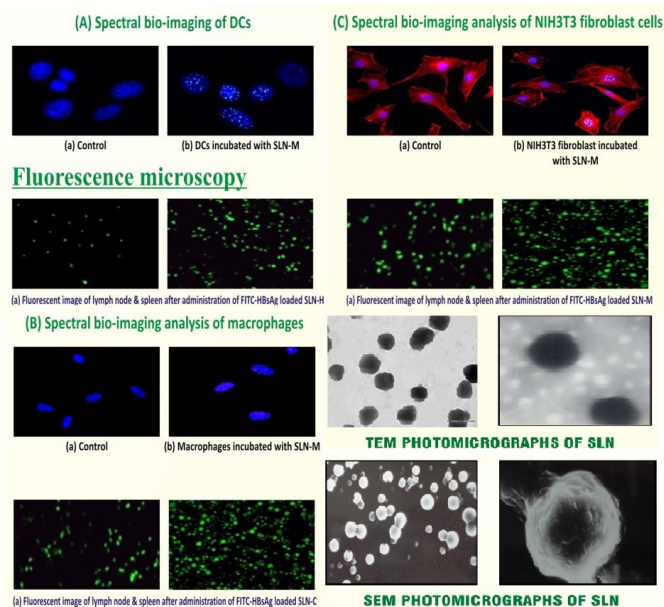 (A) Spectral bio-imaging of DCs
(a) Control
(b) DCs incubated with SLN-M
Fluorescence microscopy
(a) Fluorescent image of lymph node & spleen after administration of FITC-HBsAg loaded SLN-H
(B) Spectral bio-imaging analysis of macrophages
(a) Control
(b) Macrophages incubated with SLN-M
(a) Fluorescent image of lymph node & spleen after administration of FITC-HBsAg loaded SLN-C
(C) Spectral bio-imaging analysis of NIH3T3 fibroblast cells
(a) Control
(b) NIH3T3 fibroblast incubated
with SLN-M
(a) Fluorescent image of lymph node & spleen after administration of FITC-HBsAg loaded SLN-M
TEM PHOTOMICROGRAPHS OF SLN
SEM PHOTOMICROGRAPHS OF SLN